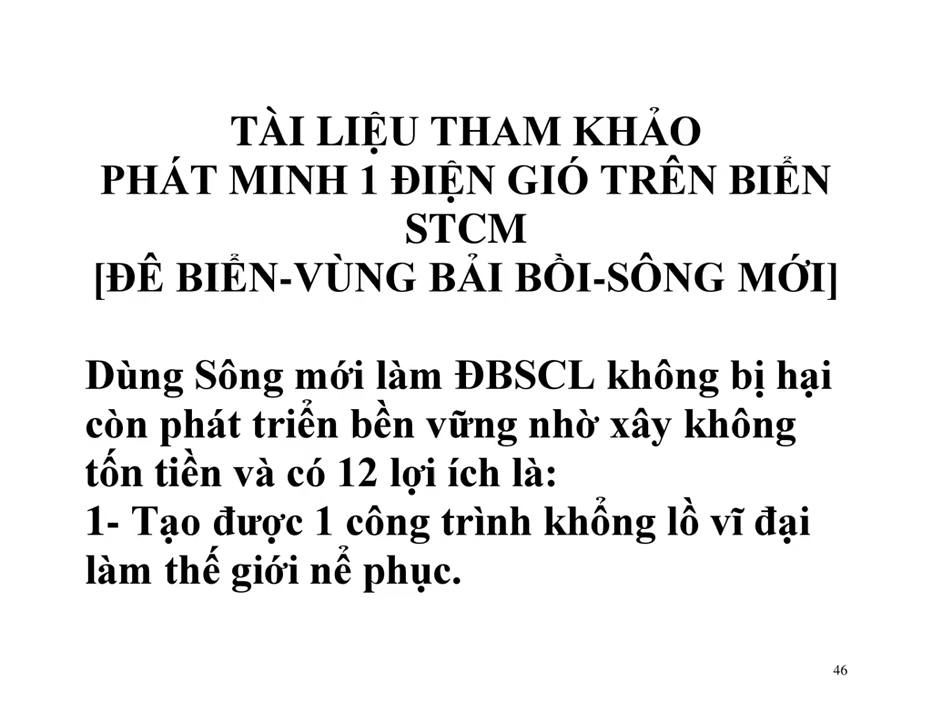 TÀI LIỆU THAM KHẢO
PHÁT MINH 1 ĐIỆN GIÓ TRÊN BIỂN
STCM
[ĐÊ BIỂN-VÙNG BẢI BỒI-SÔNG MỚI]
Dùng Sông mới làm ĐBSCL không bị hại
còn phát triển bền vững nhờ xây không
tốn tiền và có 12 lợi ích là:
1- Tạo được 1 công trình khổng lồ vĩ đại
làm thế giới nể phục.
46